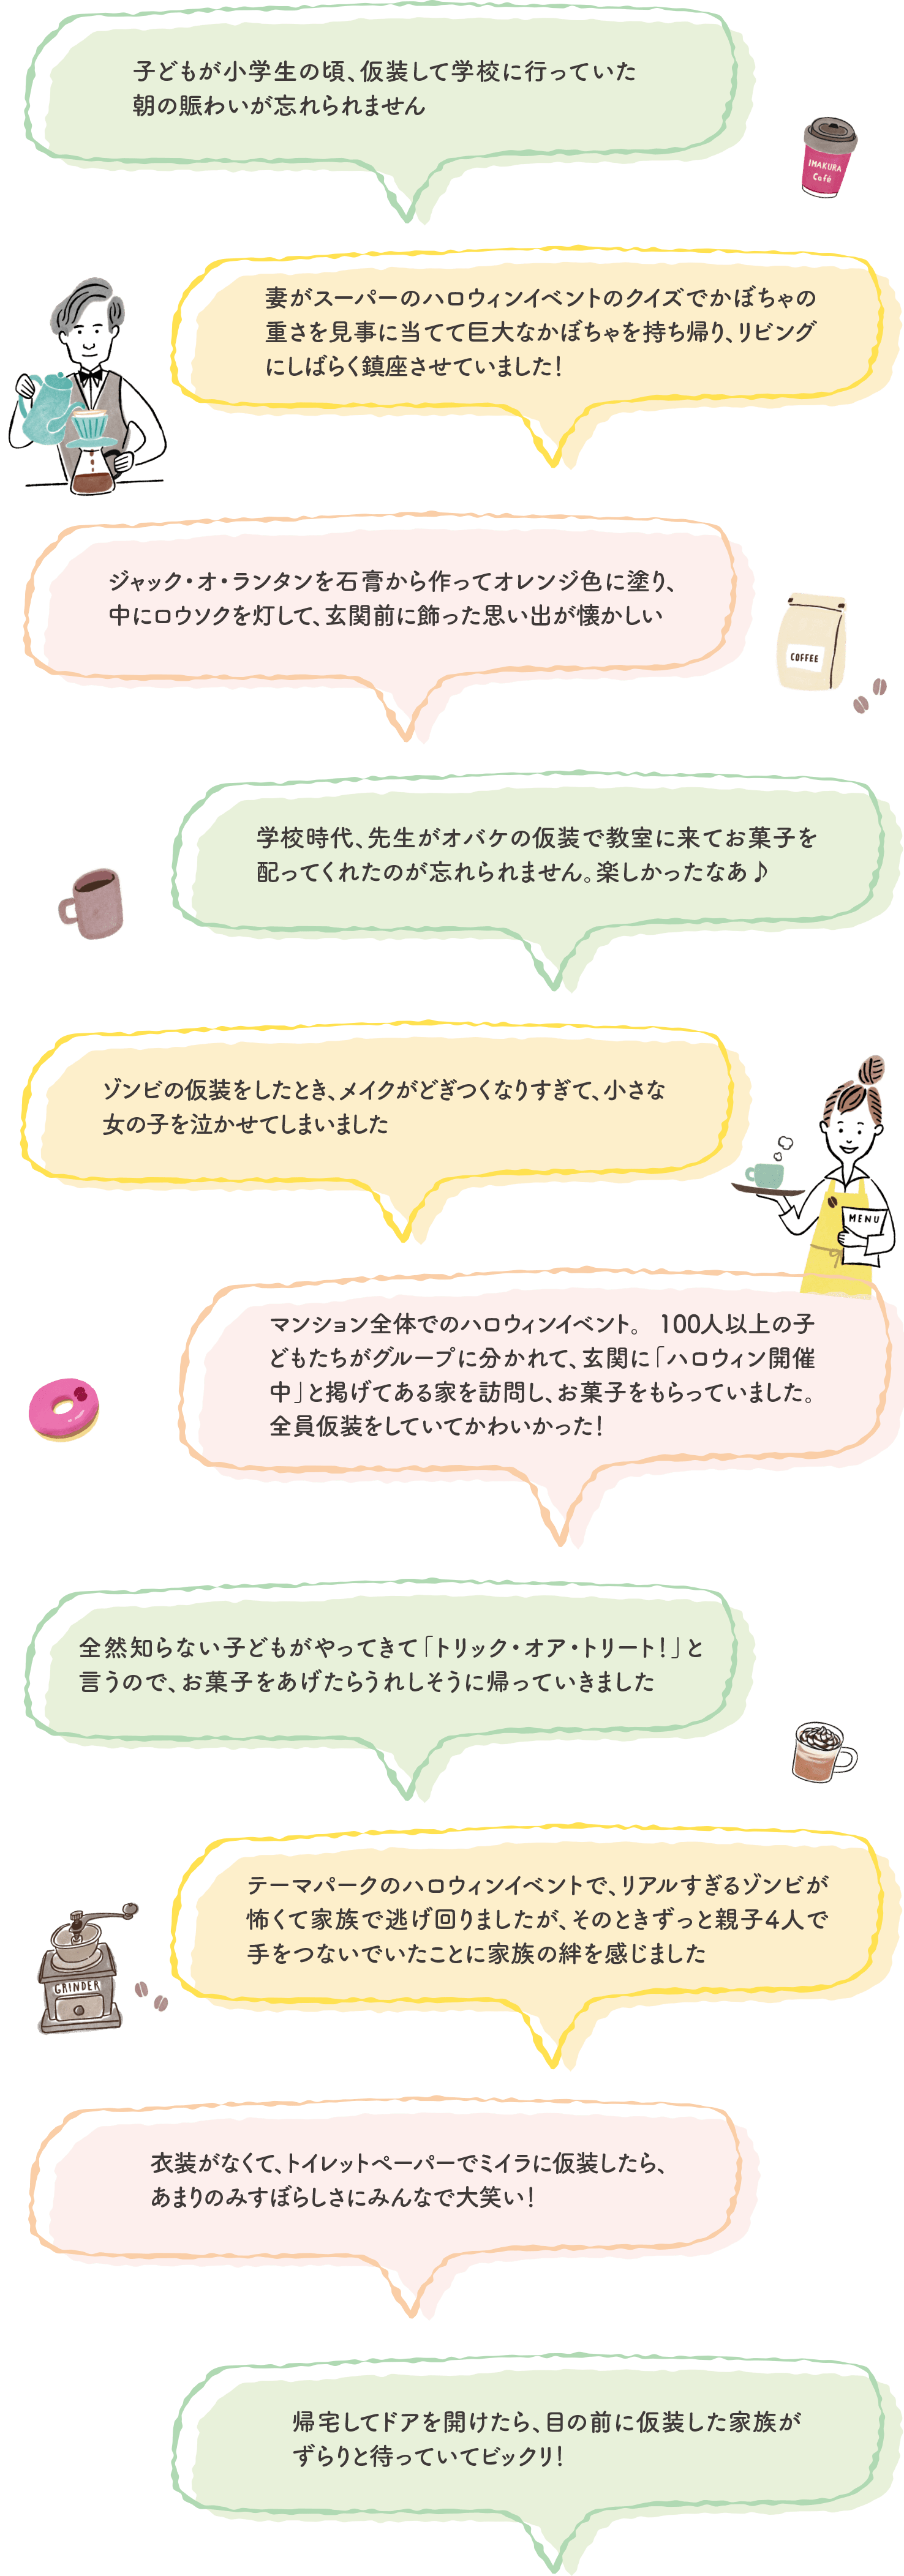 子どもが小学生の頃、仮装して学校に行っていた
朝の賑わいが忘れられません
IMAKURA
Café
妻がスーパーのハロウィンイベントのクイズでかぼちゃの
重さを見事に当てて巨大なかぼちゃを持ち帰り、リビング
にしばらく鎮座させていました！
ジャック・オ・ランタンを石膏から作ってオレンジ色に塗り、
中にロウソクを灯して、玄関前に飾った思い出が懐かしい
COFFEE
学校時代、先生がオバケの仮装で教室に来てお菓子を
配ってくれたのが忘れられません。楽しかったなあ♪
ゾンビの仮装をしたとき、メイクがどぎつくなりすぎて、小さな
女の子を泣かせてしまいました
MENU
マンション全体でのハロウィンイベント。 100人以上の子
どもたちがグループに分かれて、玄関に「ハロウィン開催
中」と掲げてある家を訪問し、お菓子をもらっていました。
全員仮装をしていてかわいかった！
全然知らない子どもがやってきて「トリック・オア・トリート！」と
言うので、お菓子をあげたらうれしそうに帰っていきました
テーマパークのハロウィンイベントで、リアルすぎるゾンビが
怖くて家族で逃げ回りましたが、そのときずっと親子4人で
手をつないでいたことに家族の絆を感じました
GRINDER
衣装がなくて、トイレットペーパーでミイラに仮装したら、
あまりのみすぼらしさにみんなで大笑い！
帰宅してドアを開けたら、目の前に仮装した家族が
ずらりと待っていてビックリ！